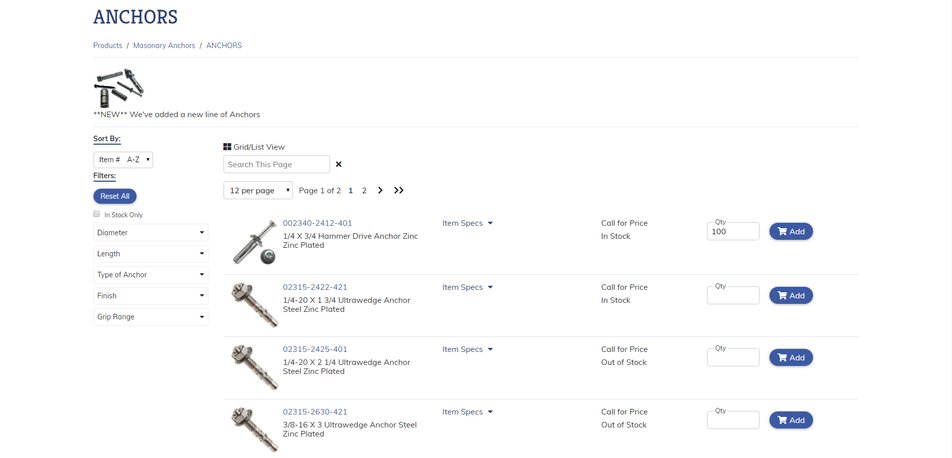 ANCHORS
Products / Masonary Anchors / ANCHORS
**NEW** We've added a new line of Anchors
Sort By:
Item # A-Z
Filters:
Reset All
In Stock Only
Diameter
Length
Type of Anchor
Finish
Grip Range
Grid/List View
Search This Page
12 per page Page 1 of 2 1 2
002340-2412-401
1/4 X 3/4 Hammer Drive Anchor Zinc
Zinc Plated
Item Specs
Call for Price
In Stock
Qty
100
Add
02315-2422-421
1/4-20 X 1 3/4 Ultrawedge Anchor
Steel Zinc Plated
Item Specs
Call for Price
In Stock
Qty
Add
02315-2425-401
1/4-20 X 2 1/4 Ultrawedge Anchor
Steel Zinc Plated
Item Specs
Call for Price
Out of Stock
Qty
Add
02315-2630-421
3/8-16 X 3 Ultrawedge Anchor Steel
Zinc Plated
Item Specs
Call for Price
Out of Stock
Qty
Add